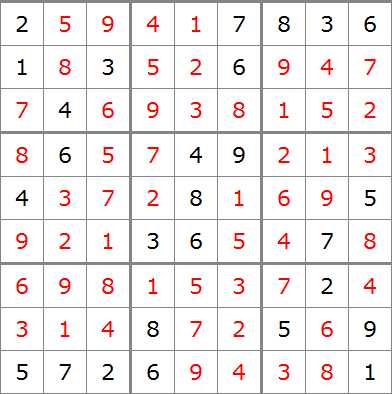 2 5 9 4 1 7 8 3 6
1 8 3 5 2 6 9 4 7
7 4 6 9 3 8 1 5 2
8 6 5 7 4 9 2 1 3
4 3 7 2 8 1 6 9 5
9 2 1 3 6 5 4 7 8
6 9 8 1 5 3 7 2 4
3 1 4 8 7 2 5 6 9
5 7 2 6 9 4 3 8 1